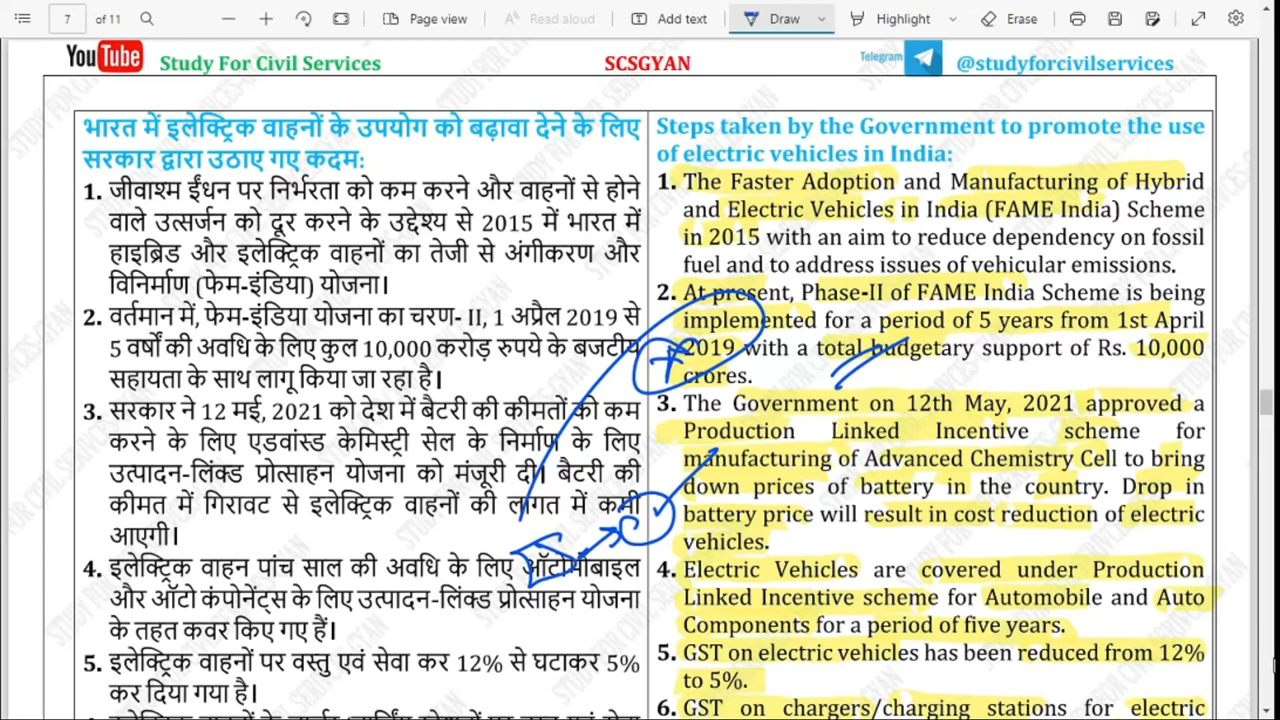 7 of 11 Page view Read aloud Add text Draw Highlight Erase
YouTube Study For Civil Services SCSGYAN Telegram @studyforcivilservices
भारत में इलेक्ट्रिक वाहनों के उपयोग को बढ़ावा देने के लिए
सरकार द्वारा उठाए गए कदम:
1. जीवाश्म ईंधन पर निर्भरता को कम करने और वाहनों से होने
वाले उत्सर्जन को दूर करने के उद्देश्य से 2015 में भारत में
हाइब्रिड और इलेक्ट्रिक वाहनों का तेजी से अंगीकरण और
विनिर्माण (फेम-इंडिया) योजना।
2. वर्तमान में, फेम-इंडिया योजना का चरण- II, 1 अप्रैल 2019 से
5 वर्षों की अवधि के लिए कुल 10,000 करोड़ रुपये के बजटीय
सहायता के साथ लागू किया जा रहा है।
3. सरकार ने 12 मई, 2021 को देश में बैटरी की कीमतों को कम
करने के लिए एडवांस्ड केमिस्ट्री सेल के निर्माण के लिए
उत्पादन-लिंक्ड प्रोत्साहन योजना को मंजूरी दी। बैटरी की
कीमत में गिरावट से इलेक्ट्रिक वाहनों की लागत में कमी
आएगी।
4. इलेक्ट्रिक वाहन पांच साल की अवधि के लिए ऑटोमोबाइल
और ऑटो कंपोनेंट्स के लिए उत्पादन-लिंक्ड प्रोत्साहन योजना
के तहत कवर किए गए हैं।
5. इलेक्ट्रिक वाहनों पर वस्तु एवं सेवा कर 12% से घटाकर 5%
कर दिया गया है।
Steps taken by the Government to promote the use
of electric vehicles in India:
1. The Faster Adoption and Manufacturing of Hybrid
and Electric Vehicles in India (FAME India) Scheme
in 2015 with an aim to reduce dependency on fossil
fuel and to address issues of vehicular emissions.
2. At present, Phase-II of FAME India Scheme is being
implemented for a period of 5 years from 1st April
2019 with a total budgetary support of Rs. 10,000
crores.
3. The Government on 12th May, 2021 approved a
Production Linked Incentive scheme for
manufacturing of Advanced Chemistry Cell to bring
down prices of battery in the country. Drop in
battery price will result in cost reduction of electric
vehicles.
4. Electric Vehicles are covered under Production
Linked Incentive scheme for Automobile and Auto
Components for a period of five years.
5. GST on electric vehicles has been reduced from 12%
to 5%.
6. GST on chargers/charging stations for electric